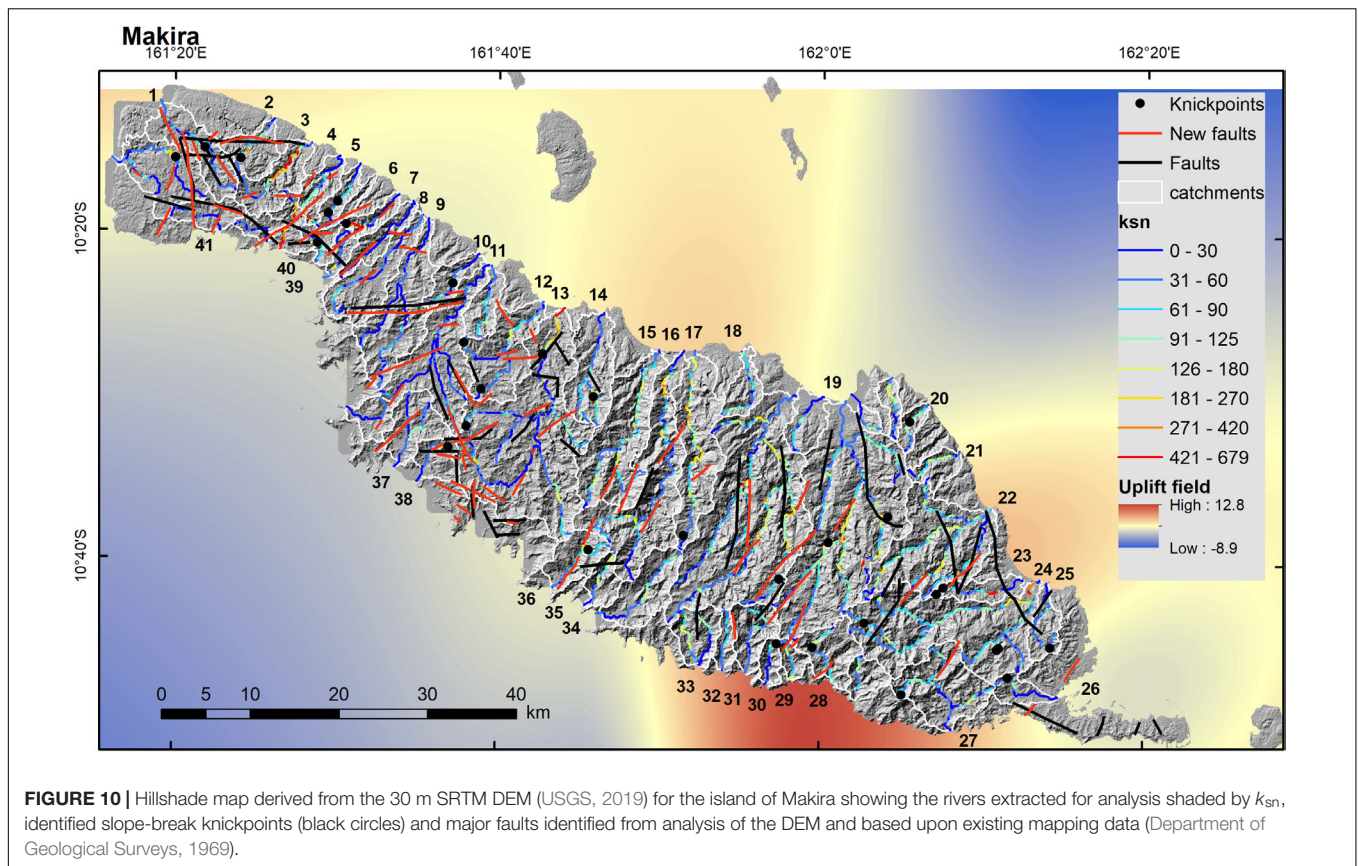 Makira
161°20'E
161°40'E
162°0'E
162°20'E
10°20'S
10°40'S
1
2
3
4
5
6
7
8
9
10
11
12
13
14
15
16
17
18
19
20
21
22
23
24
25
26
27
28
29
30
31
32
33
34
35
36
37
38
39
40
41
Knickpoints
New faults
Faults
catchments
ksn
0 - 30
31 - 60
61 - 90
91 - 125
126 - 180
181 - 270
271 - 420
421 - 679
Uplift field
High : 12.8
Low : -8.9
0 5 10 20 30 40
km
FIGURE 10 | Hillshade map derived from the 30 m SRTM DEM (USGS, 2019) for the island of Makira showing the rivers extracted for analysis shaded by ksn,
identified slope-break knickpoints (black circles) and major faults identified from analysis of the DEM and based upon existing mapping data (Department of
Geological Surveys, 1969).